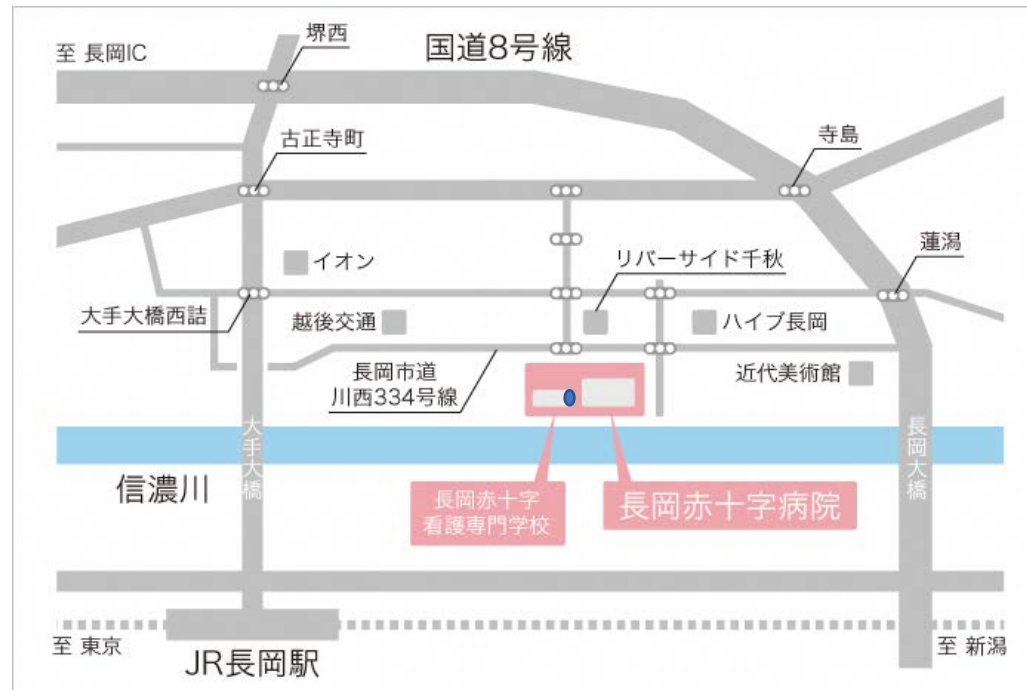 堺西
国道8号線
至 長岡IC
古正寺町
寺島
蓮潟
イオン
リバーサイド千秋
大手大橋西詰
越後交通
ハイブ長岡
長岡市道
川西334号線
近代美術館
大手大橋
長岡大橋
信濃川
長岡赤十字
看護専門学校
長岡赤十字病院
至 東京
JR長岡駅
至 新潟